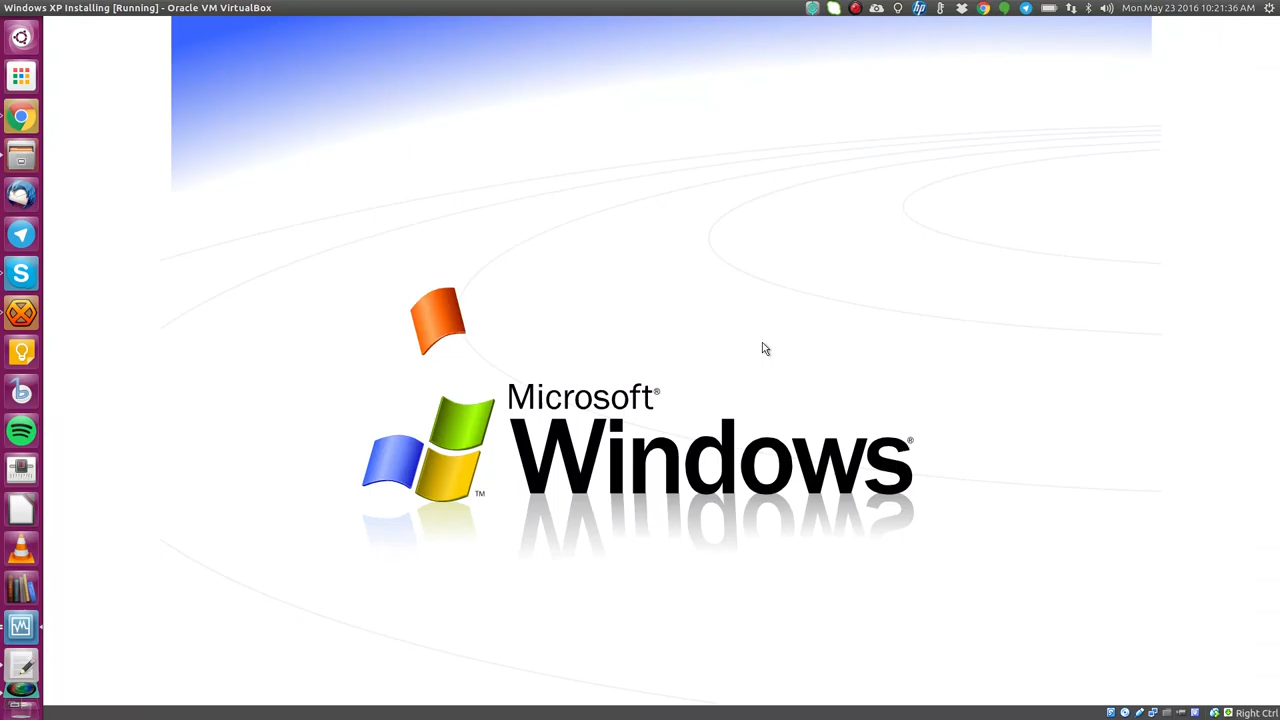 Windows XP Installing [Running] - Oracle VM VirtualBox
Mon May 23 2016 10:21:36 AM
Microsoft®
Windows®
TM
Right Ctrl